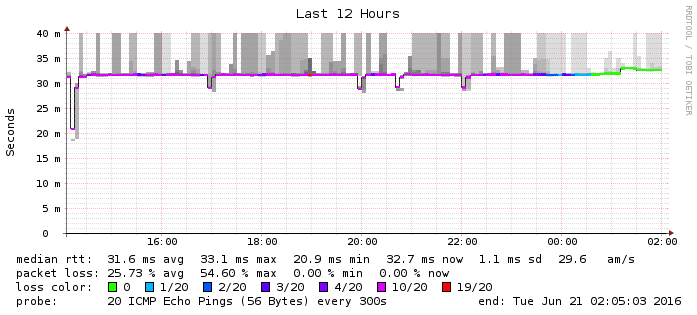 Last 12 Hours
RRDTOOL / TOBI OETIKER
Seconds
40 m
35 m
30 m
25 m
20 m
15 m
10 m
5 m
0
16:00 18:00 20:00 22:00 00:00 02:00
median rtt: 31.6 ms avg 33.1 ms max 20.9 ms min 32.7 ms now 1.1 ms sd 29.6 am/s
packet loss: 25.73 % avg 54.60 % max 0.00 % min 0.00 % now
loss color: 0 1/20 2/20 3/20 4/20 10/20 19/20
probe: 20 ICMP Echo Pings (56 Bytes) every 300s end: Tue Jun 21 02:05:03 2016